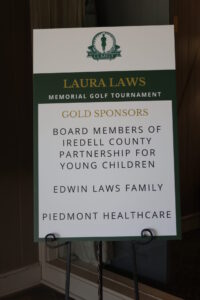 LAURA LAWS
MEMORIAL GOLF TOURNAMENT
GOLD SPONSORS
BOARD MEMBERS OF
IREDELL COUNTY
PARTNERSHIP FOR
YOUNG CHILDREN
EDWIN LAWS FAMILY
PIEDMONT HEALTHCARE